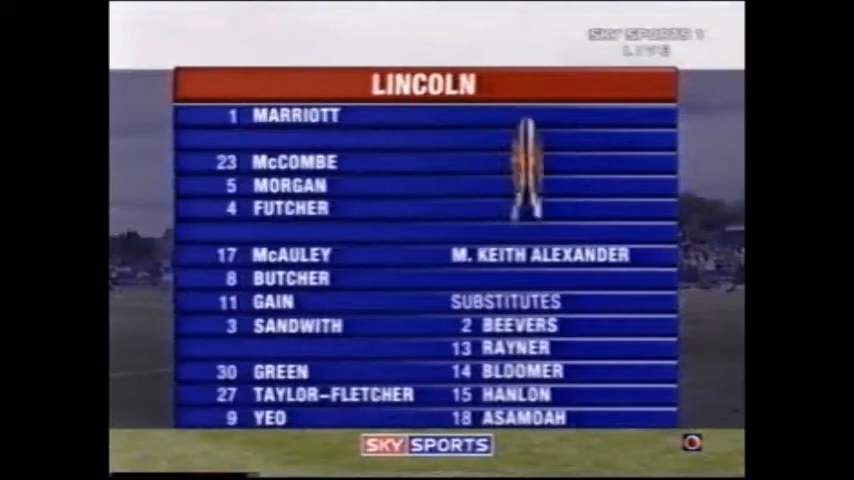 SKY SPORTS 1
LIVE
LINCOLN
1 MARRIOTT
23 McCOMBE
5 MORGAN
4 FUTCHER
17 McAULEY
8 BUTCHER
11 GAIN
3 SANDWITH
30 GREEN
27 TAYLOR-FLETCHER
9 YEO
M. KEITH ALEXANDER
SUBSTITUTES
2 BEEVERS
13 RAYNER
14 BLOOMER
15 HANLON
18 ASAMOAH
SKY SPORTS